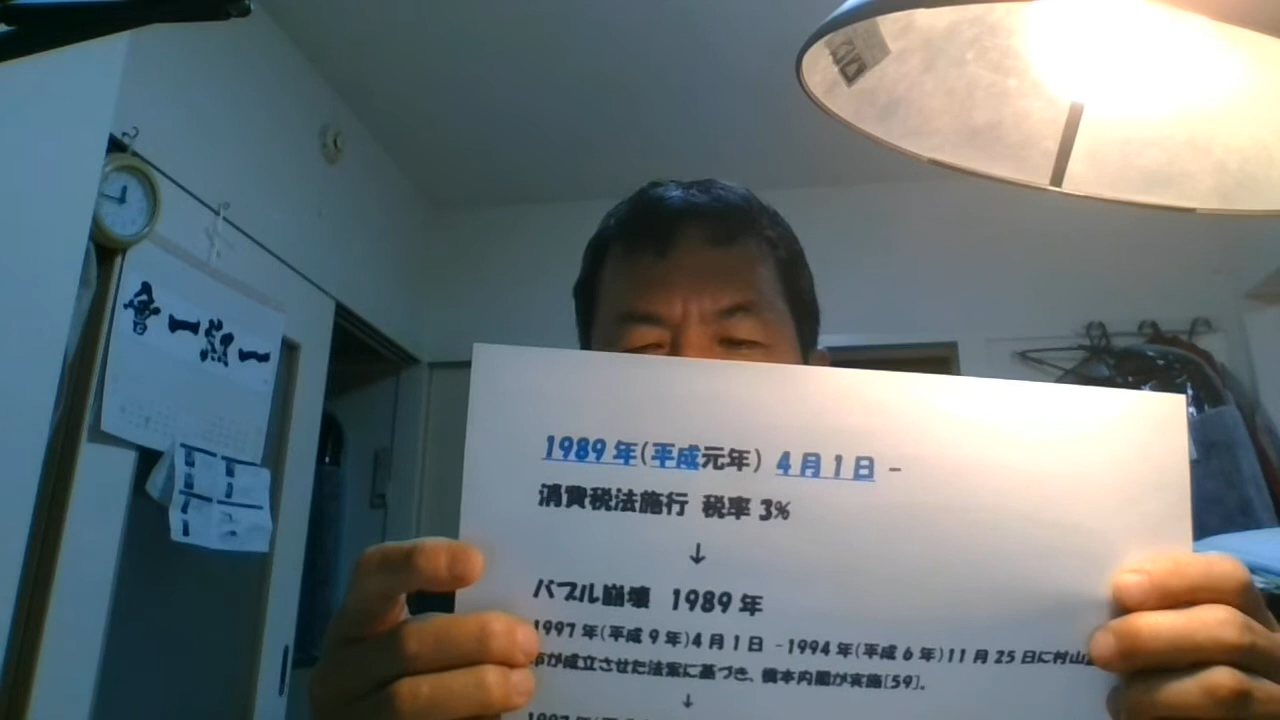 一会
一期
1989年(平成元年) 4月1日 –
消費税法施行 税率 3%
↓
バブル崩壊 1989年
1997年(平成9年)4月1日 -1994年(平成6年)11月25日に村山
が成立させた法案に基づき、橋本内閣が実施[59]。
↓